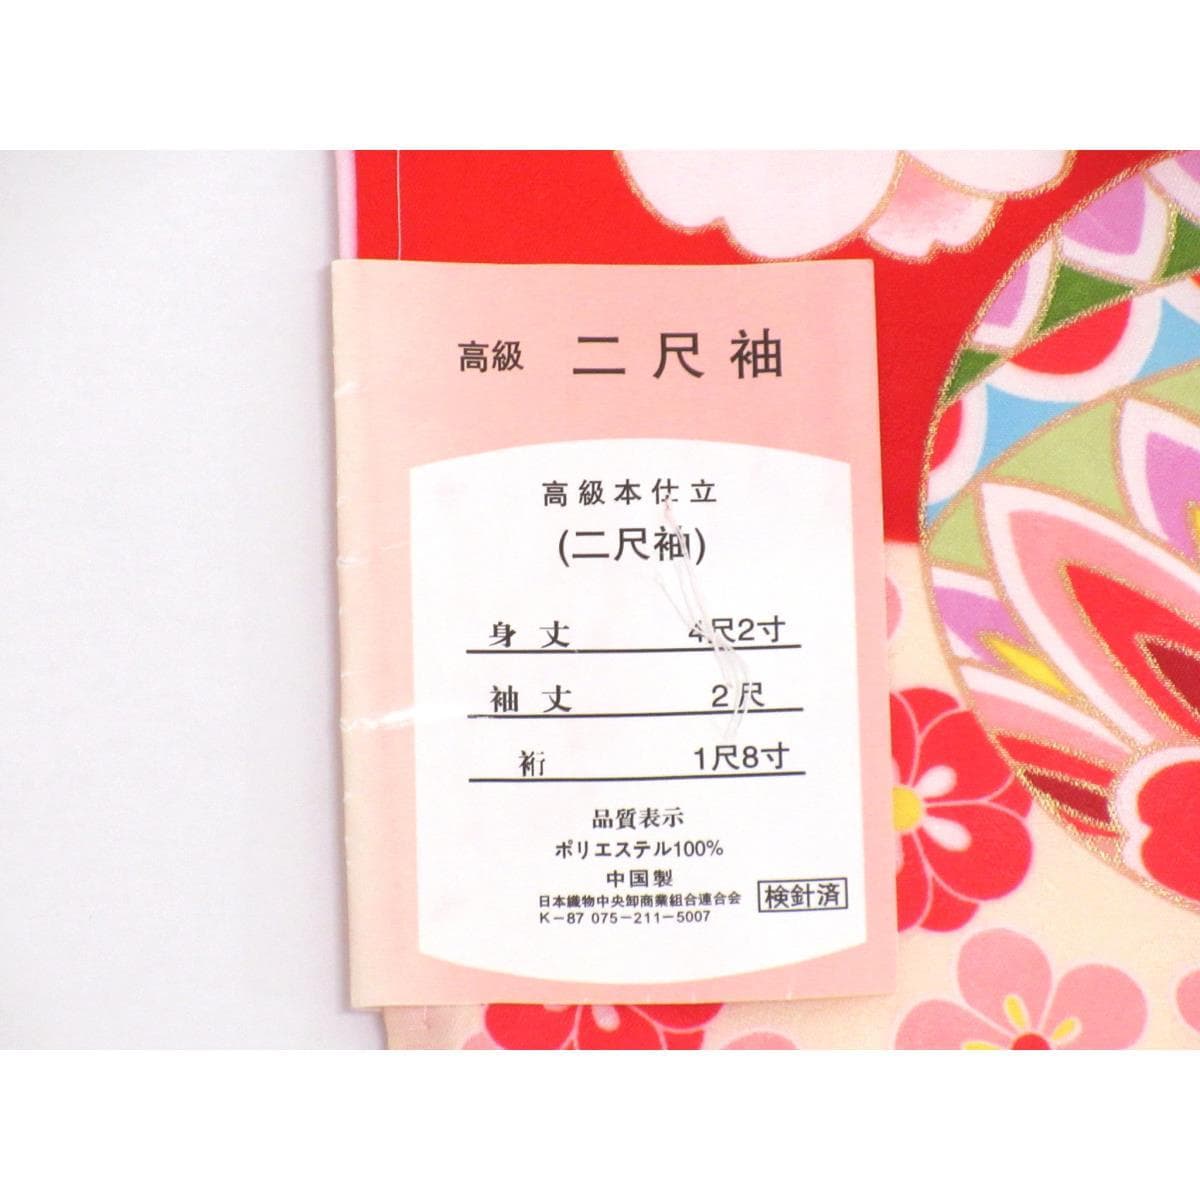 高級 二尺袖
高級本仕立
(二尺袖)
身丈 4尺2寸
袖丈 2尺
裄 1尺8寸
品質表示
ポリエステル100%
中国製
日本織物中央卸商業組合連合会
K-87 075-211-5007
検針済